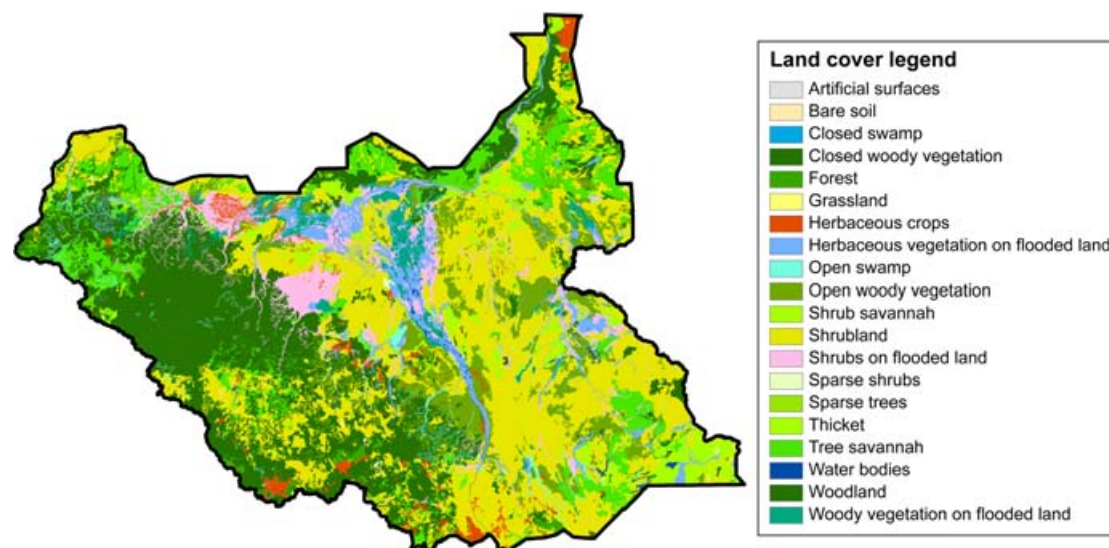 Land cover legend
Artificial surfaces
Bare soil
Closed swamp
Closed woody vegetation
Forest
Grassland
Herbaceous crops
Herbaceous vegetation on flooded land
Open swamp
Open woody vegetation
Shrub savannah
Shrubland
Shrubs on flooded land
Sparse shrubs
Sparse trees
Thicket
Tree savannah
Water bodies
Woodland
Woody vegetation on flooded land